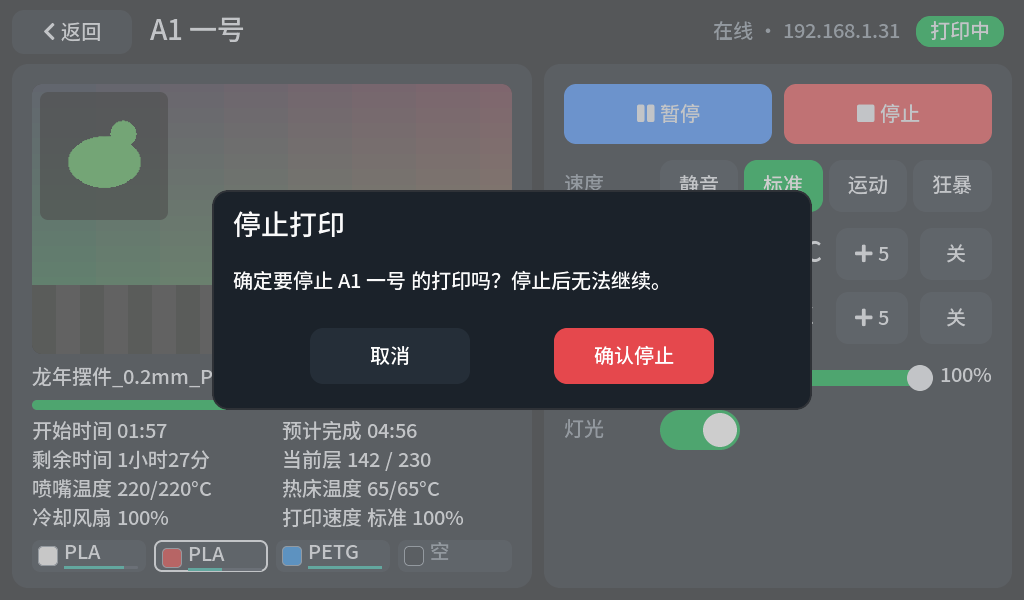 返回
A1 一号
在线 • 192.168.1.31
打印中
暂停
停止
速度
静音
标准
运动
狂暴
停止打印
确定要停止 A1 一号 的打印吗？停止后无法继续。
取消
确认停止
C
+ 5
关
+ 5
关
100%
灯光
龙年摆件_0.2mm_P
开始时间 01:57
预计完成 04:56
剩余时间 1小时27分
当前层 142 / 230
喷嘴温度 220/220°C
热床温度 65/65°C
冷却风扇 100%
打印速度 标准 100%
PLA
PLA
PETG
空